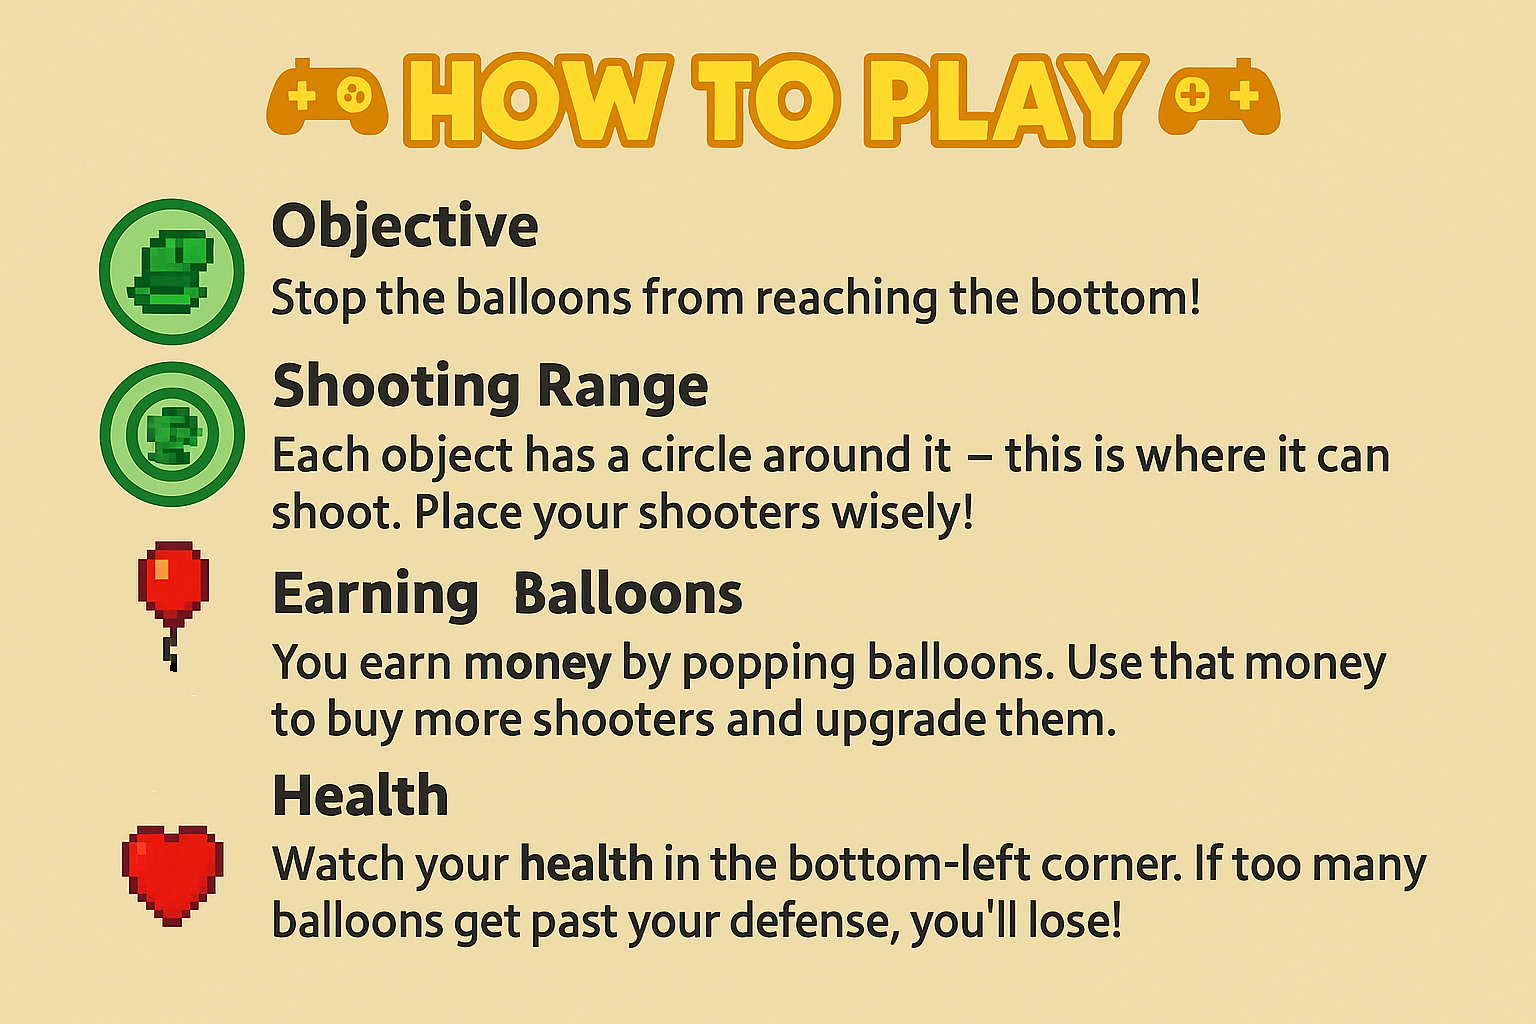 HOW TO PLAY
Objective
Stop the balloons from reaching the bottom!
Shooting Range
Each object has a circle around it – this is where it can
shoot. Place your shooters wisely!
Earning Balloons
You earn money by popping balloons. Use that money
to buy more shooters and upgrade them.
Health
Watch your health in the bottom-left corner. If too many
balloons get past your defense, you'll lose!